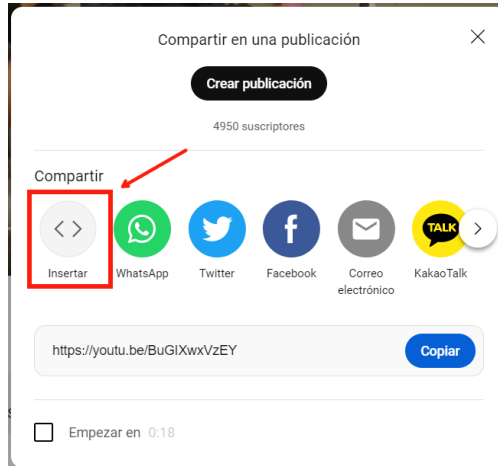 Compartir en una publicación
Crear publicación
4950 suscriptores
Compartir
Insertar
WhatsApp
Twitter
Facebook
Correo
electrónico
TALK
KakaoTalk
https://youtu.be/BuGIXwxVzEY
Copiar
Empezar en 0:18